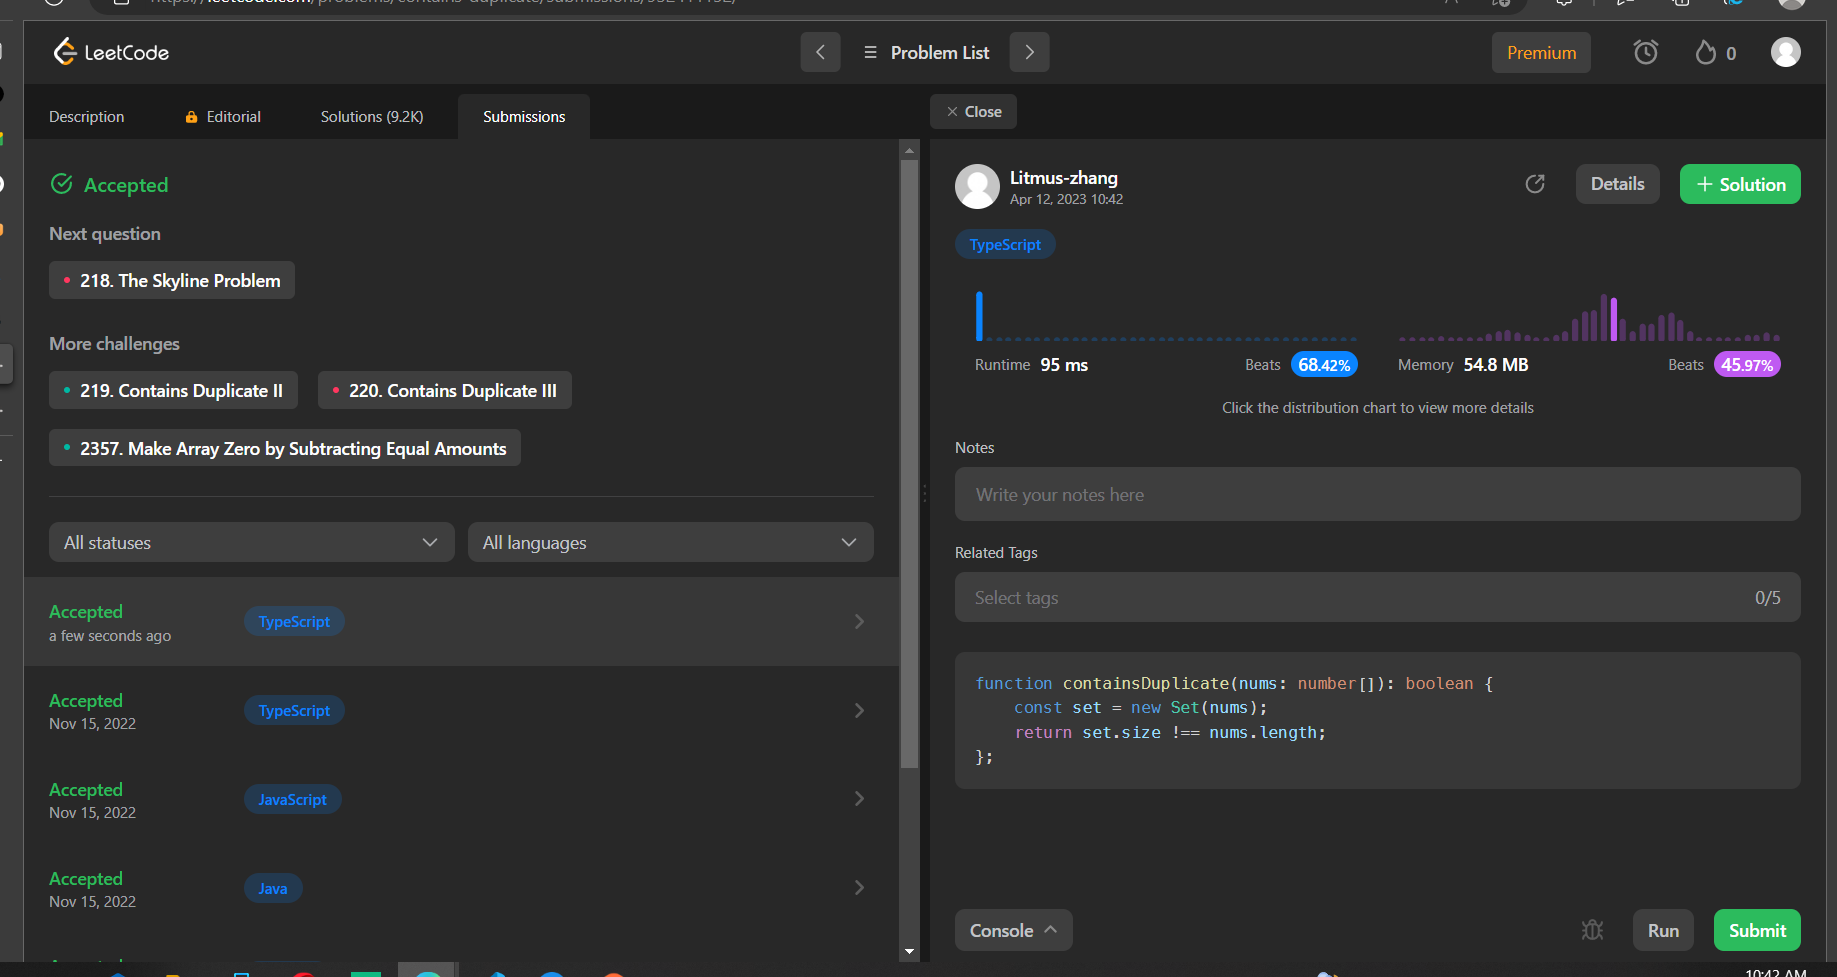 LeetCode
Problem List
Premium
0
Description
Editorial
Solutions (9.2K)
Submissions
Close
Accepted
Next question
218. The Skyline Problem
More challenges
219. Contains Duplicate II
220. Contains Duplicate III
2357. Make Array Zero by Subtracting Equal Amounts
All statuses
All languages
Accepted
a few seconds ago
TypeScript
Accepted
Nov 15, 2022
TypeScript
Accepted
Nov 15, 2022
JavaScript
Accepted
Nov 15, 2022
Java
Litmus-zhang
Apr 12, 2023 10:42
Details
+ Solution
TypeScript
Runtime 95 ms
Beats 68.42%
Memory 54.8 MB
Beats 45.97%
Click the distribution chart to view more details
Notes
Write your notes here
Related Tags
Select tags
0/5
function containsDuplicate(nums: number[]): boolean {
    const set = new Set(nums);
    return set.size !== nums.length;
};
Console
Run
Submit
10:42 AM